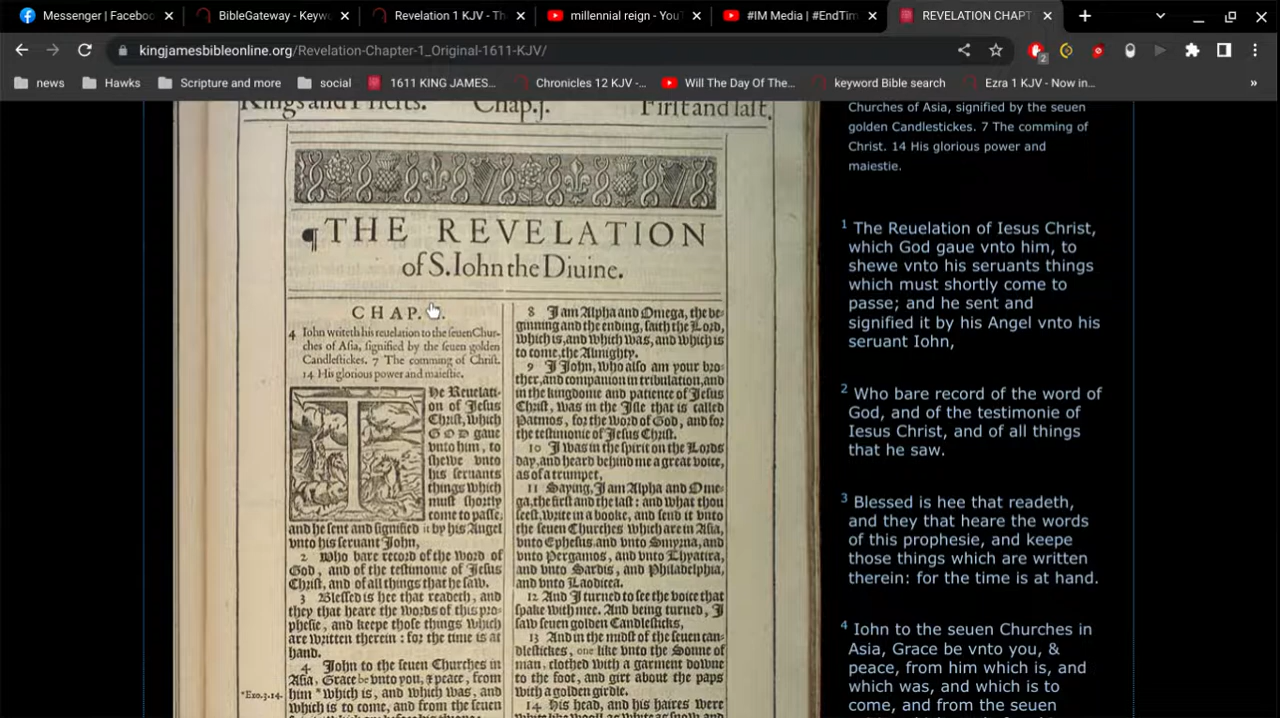 Messenger | Faceboo
BibleGateway - Keyw
Revelation 1 KJV - Th
millennial reign - You
#IM Media | #EndTim
REVELATION CHAPT
kingjamesbibleonline.org/Revelation-Chapter-1_Original-1611-KJV/
2
news
Hawks
Scripture and more
social
1611 KING JAMES...
Chronicles 12 KJV -...
Will The Day Of The...
keyword Bible search
Ezra 1 KJV - Now in...
»
Chap.j.
First and last.
¶THE REVELATION
of S.Iohn the Diuine.
CHAP.
4 Iohn writeth his reuelation to the seuen Chur-
ches of Asia, signified by the seuen golden
Candlestickes. 7 The comming of Christ.
14 His glorious power and maiestie.
The Reuelati-
on of Jesus
Christ, which
GOD gaue
vnto him, to
shewe vnto
his seruants
things which
must shortly
come to passe;
and he sent and signified it by his Angel
vnto his seruant John,
2 Who bare record of the word of
God, and of the testimonie of Jesus
Christ, and of all things that he saw.
3 Blessed is hee that readeth, and
they that heare the words of this pro-
phesie, and keepe those things which
are written therein: for the time is at
hand.
4 John to the seuen Churches in
Asia, Grace be vnto you, & peace, from
*Exo.3.14.
him *which is, and which was, and
which is to come, and from the seuen
8 I am Alpha and Omega, the be-
ginning and the ending, saith the Lord,
which is, and which was, and which is
to come, the Almighty.
9 I John, who also am your bro-
ther, and companion in tribulation, and
in the kingdome and patience of Jesus
Christ, was in the Isle that is called
Patmos, for the word of God, and for
the testimonie of Jesus Christ.
10 I was in the spirit on the Lords
day, and heard behind me a great voice,
as of a trumpet,
11 Saying, I am Alpha and Ome-
ga, the first and the last: and what thou
seest, write in a booke, and send it vnto
the seuen Churches which are in Asia,
vnto Ephesus, and vnto Smyrna, and
vnto Pergamos, and vnto Thyatira,
and vnto Sardis, and Philadelphia,
and vnto Laodicea.
12 And I turned to see the voice that
spake with mee. And being turned, I
saw seuen golden Candlesticks,
13 And in the midst of the seuen can-
dlestickes, one like vnto the Sonne of
man, clothed with a garment downe
to the foot, and girt about the paps
with a golden girdle.
14 His head, and his haires were
white like wooll as white as snow, and
Churches of Asia, signified by the seuen
golden Candlestickes. 7 The comming of
Christ. 14 His glorious power and
maiestie.
1 The Reuelation of Iesus Christ,
which God gaue vnto him, to
shewe vnto his seruants things
which must shortly come to
passe; and he sent and
signified it by his Angel vnto his
seruant Iohn,
2 Who bare record of the word of
God, and of the testimonie of
Iesus Christ, and of all things
that he saw.
3 Blessed is hee that readeth,
and they that heare the words
of this prophesie, and keepe
those things which are written
therein: for the time is at hand.
4 Iohn to the seuen Churches in
Asia, Grace be vnto you, &
peace, from him which is, and
which was, and which is to
come, and from the seuen